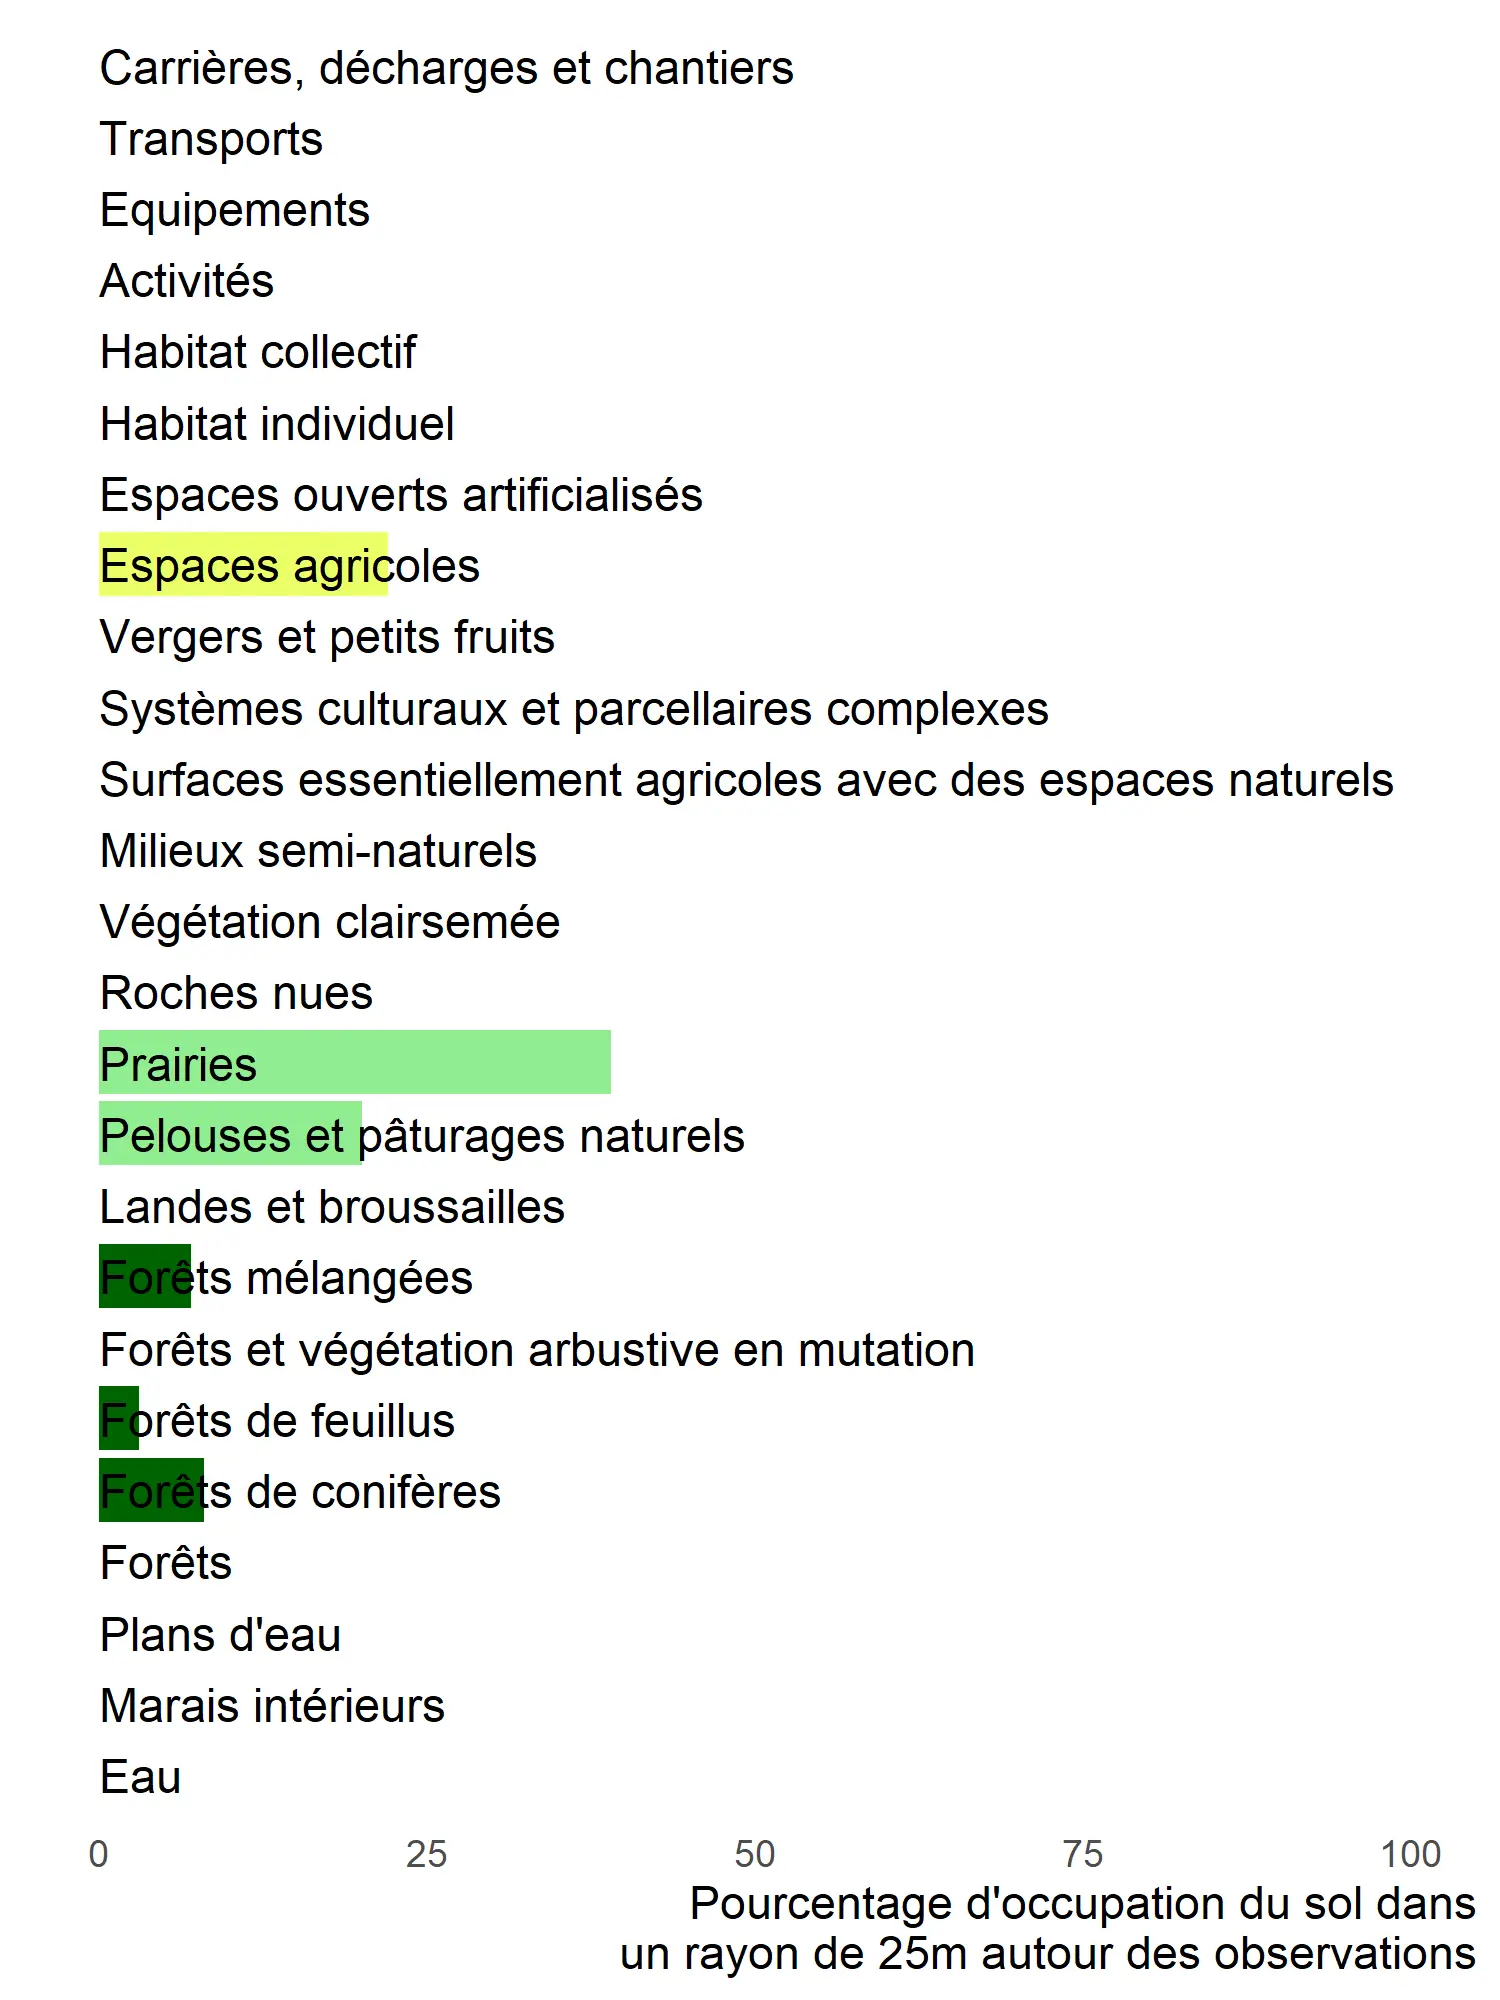 Carrières, décharges et chantiers
Transports
Equipements
Activités
Habitat collectif
Habitat individuel
Espaces ouverts artificialisés
Espaces agricoles
Vergers et petits fruits
Systèmes culturaux et parcellaires complexes
Surfaces essentiellement agricoles avec des espaces naturels
Milieux semi-naturels
Végétation clairsemée
Roches nues
Prairies
Pelouses et pâturages naturels
Landes et broussailles
Forêts mélangées
Forêts et végétation arbustive en mutation
Forêts de feuillus
Forêts de conifères
Forêts
Plans d'eau
Marais intérieurs
Eau
0 25 50 75 100
Pourcentage d'occupation du sol dans
un rayon de 25m autour des observations